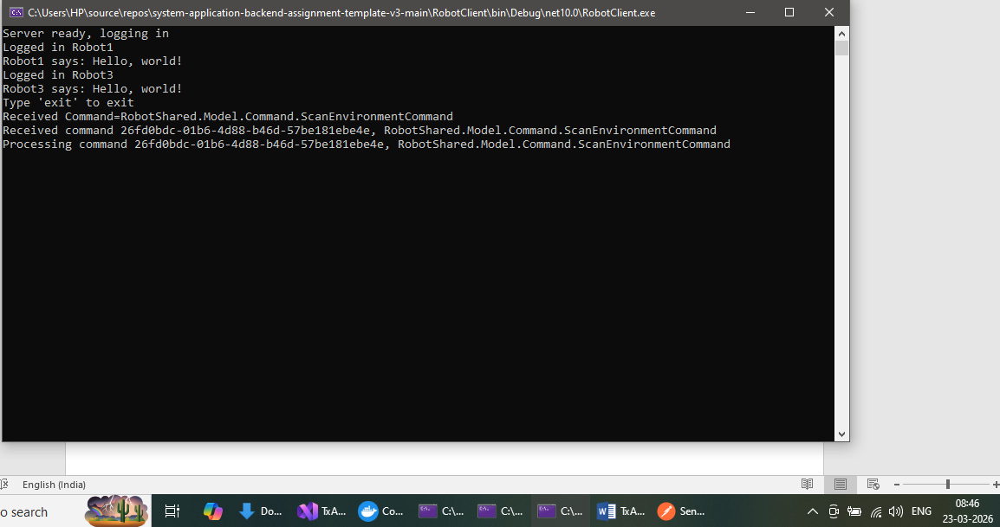 C:\Users\HP\source\repos\system-application-backend-assignment-template-v3-main\RobotClient\bin\Debug\net10.0\RobotClient.exe
Server ready, logging in
Logged in Robot1
Robot1 says: Hello, world!
Logged in Robot3
Robot3 says: Hello, world!
Type 'exit' to exit
Received Command=RobotShared.Model.Command.ScanEnvironmentCommand
Received command 26fd0bdc-01b6-4d88-b46d-57be181ebe4e, RobotShared.Model.Command.ScanEnvironmentCommand
Processing command 26fd0bdc-01b6-4d88-b46d-57be181ebe4e, RobotShared.Model.Command.ScanEnvironmentCommand
English (India)
o search
Do...
TxA...
Co...
C:\...
C:\...
C:\...
TxA...
Sen...
ENG
08:46
23-03-2026